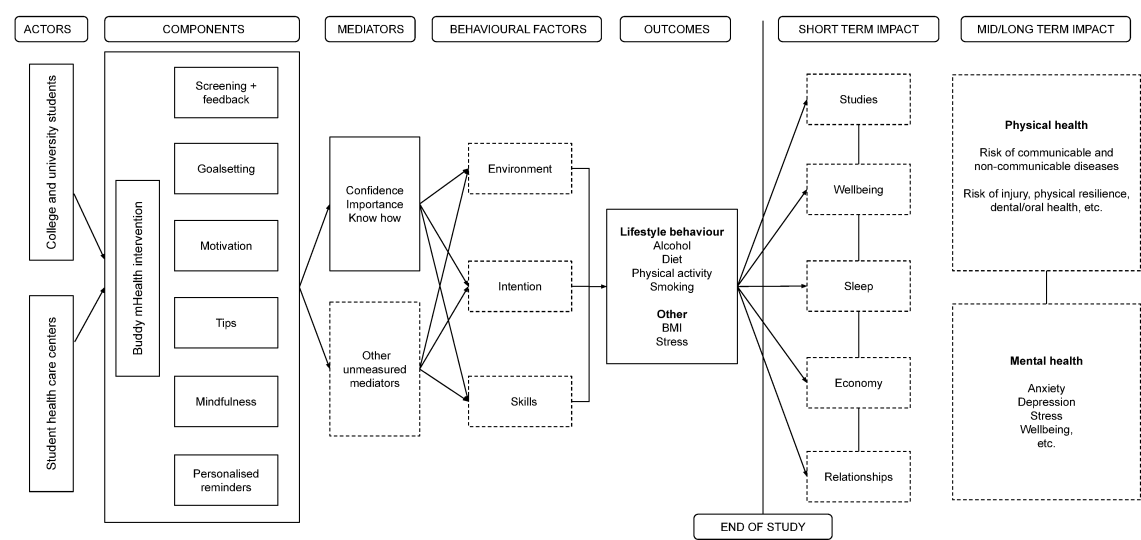 ACTORS
COMPONENTS
MEDIATORS
BEHAVIOURAL FACTORS
OUTCOMES
SHORT TERM IMPACT
MID/LONG TERM IMPACT
College and university students
Student health care centers
Buddy mHealth intervention
Screening +
feedback
Goalsetting
Motivation
Tips
Mindfulness
Personalised
reminders
Confidence
Importance
Know how
Other
unmeasured
mediators
Environment
Intention
Skills
Lifestyle behaviour
Alcohol
Diet
Physical activity
Smoking
Other
BMI
Stress
END OF STUDY
Studies
Wellbeing
Sleep
Economy
Relationships
Physical health
Risk of communicable and
non-communicable diseases
Risk of injury, physical resilience,
dental/oral health, etc.
Mental health
Anxiety
Depression
Stress
Wellbeing,
etc.